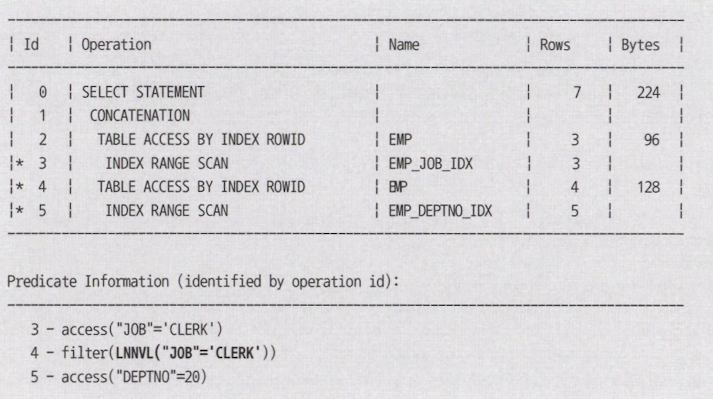 | Id | Operation | Name | Rows | Bytes |
| 0 | SELECT STATEMENT | | 7 | 224 |
| 1 | CONCATENATION | | | |
| 2 | TABLE ACCESS BY INDEX ROWID | EMP | 3 | 96 |
|* 3 | INDEX RANGE SCAN | EMP_JOB_IDX | 3 | |
|* 4 | TABLE ACCESS BY INDEX ROWID | EMP | 4 | 128 |
|* 5 | INDEX RANGE SCAN | EMP_DEPTNO_IDX | 5 | |
Predicate Information (identified by operation id):
3 - access("JOB"='CLERK')
4 - filter(LNNVL("JOB"='CLERK'))
5 - access("DEPTNO"=20)